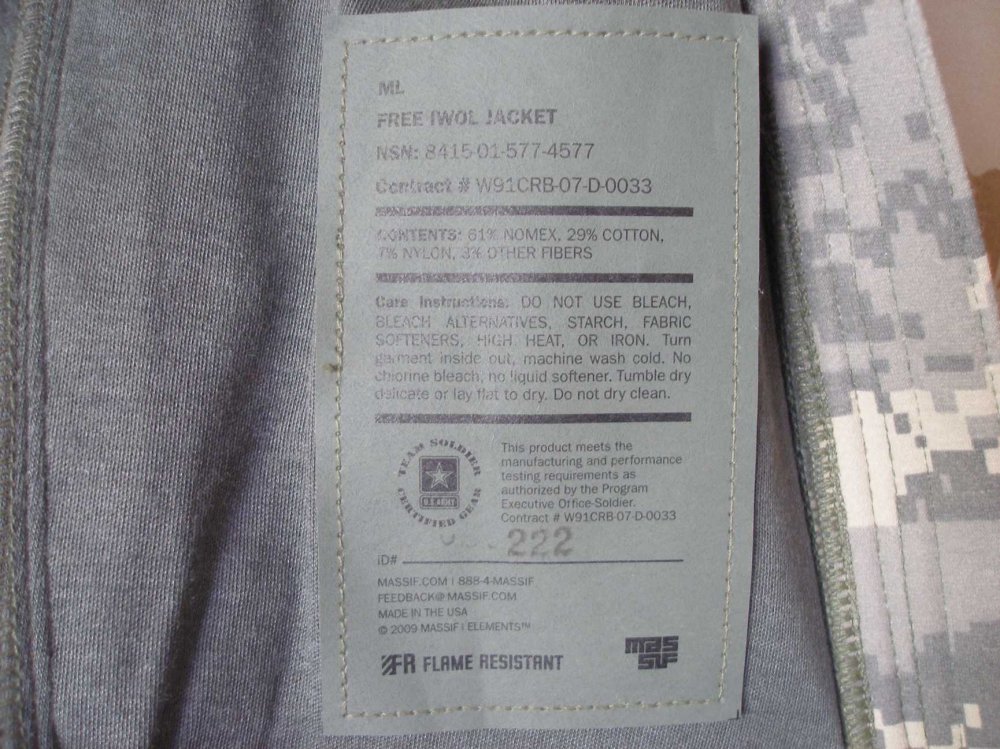 ML
FREE IWOL JACKET
NSN: 8415-01-577-4577
Contract # W91CRB-07-D-0033
CONTENTS: 61% NOMEX, 29% COTTON,
7% NYLON, 3% OTHER FIBERS
Care Instructions: DO NOT USE BLEACH,
BLEACH ALTERNATIVES, STARCH, FABRIC
SOFTENERS, HIGH HEAT, OR IRON. Turn
garment inside out, machine wash cold. No
chlorine bleach, no liquid softener. Tumble dry
delicate or lay flat to dry. Do not dry clean.
TEAM SOLDIER
U.S. ARMY
CERTIFIED GEAR
This product meets the
manufacturing and performance
testing requirements as
authorized by the Program
Executive Office-Soldier.
Contract # W91CRB-07-D-0033
222
ID#
MASSIF.COM | 888-4-MASSIF
FEEDBACK@MASSIF.COM
MADE IN THE USA
© 2009 MASSIF | ELEMENTS™
FR FLAME RESISTANT
mas
sif